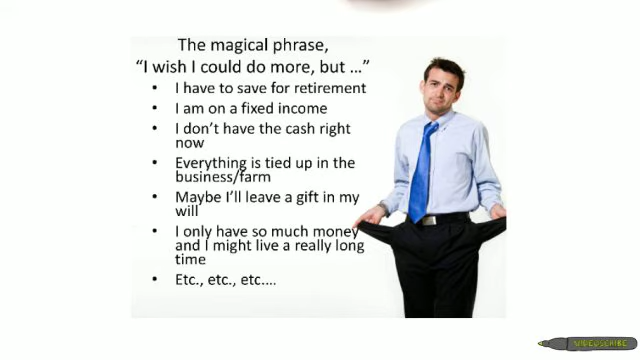 The magical phrase,
“I wish I could do more, but …”
• I have to save for retirement
• I am on a fixed income
• I don’t have the cash right
now
• Everything is tied up in the
business/farm
• Maybe I’ll leave a gift in my
will
• I only have so much money
and I might live a really long
time
• Etc., etc., etc....
VIDEOSCRIBE